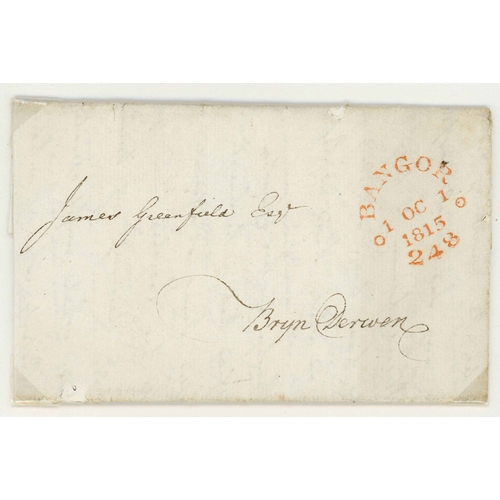 BANGOR
1 OC 1
1815
248
James Greenfield Esqr
Bryn Derwen